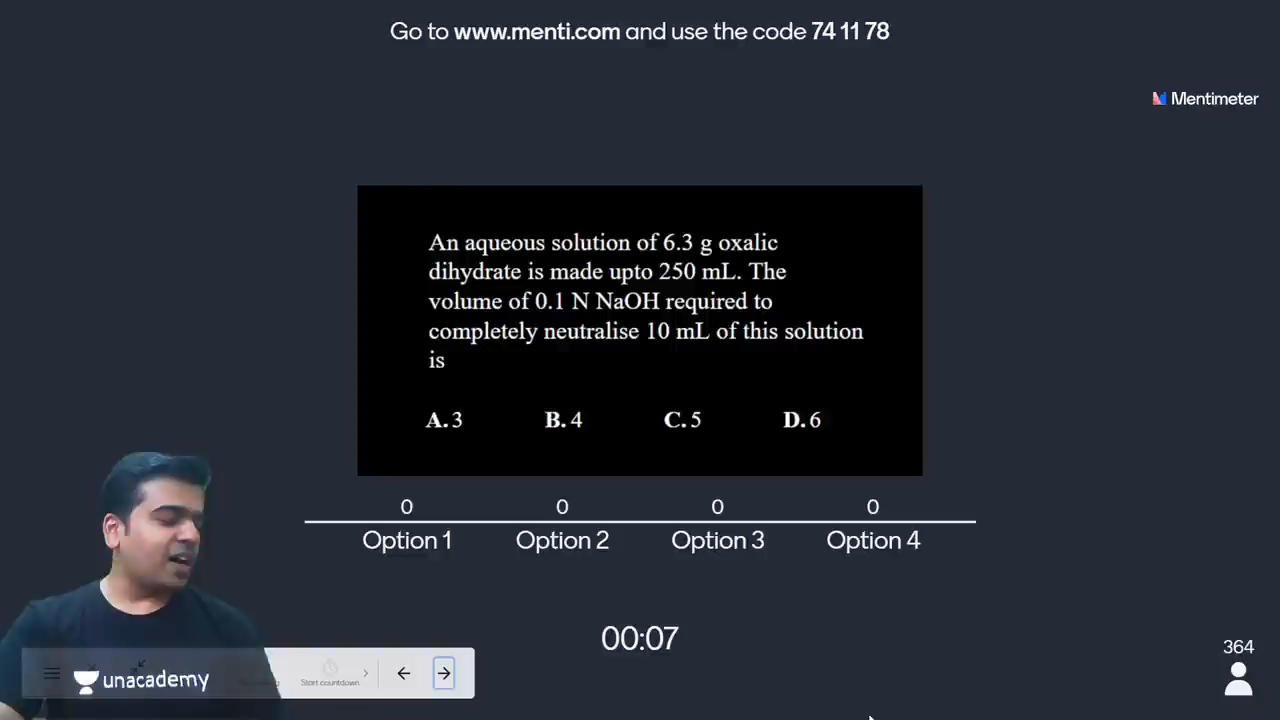 Go to www.menti.com and use the code 74 11 78
Mentimeter
An aqueous solution of 6.3 g oxalic
dihydrate is made upto 250 mL. The
volume of 0.1 N NaOH required to
completely neutralise 10 mL of this solution
is
A. 3 B. 4 C. 5 D. 6
0 0 0 0
Option 1 Option 2 Option 3 Option 4
00:07
364
Start countdown
unacademy